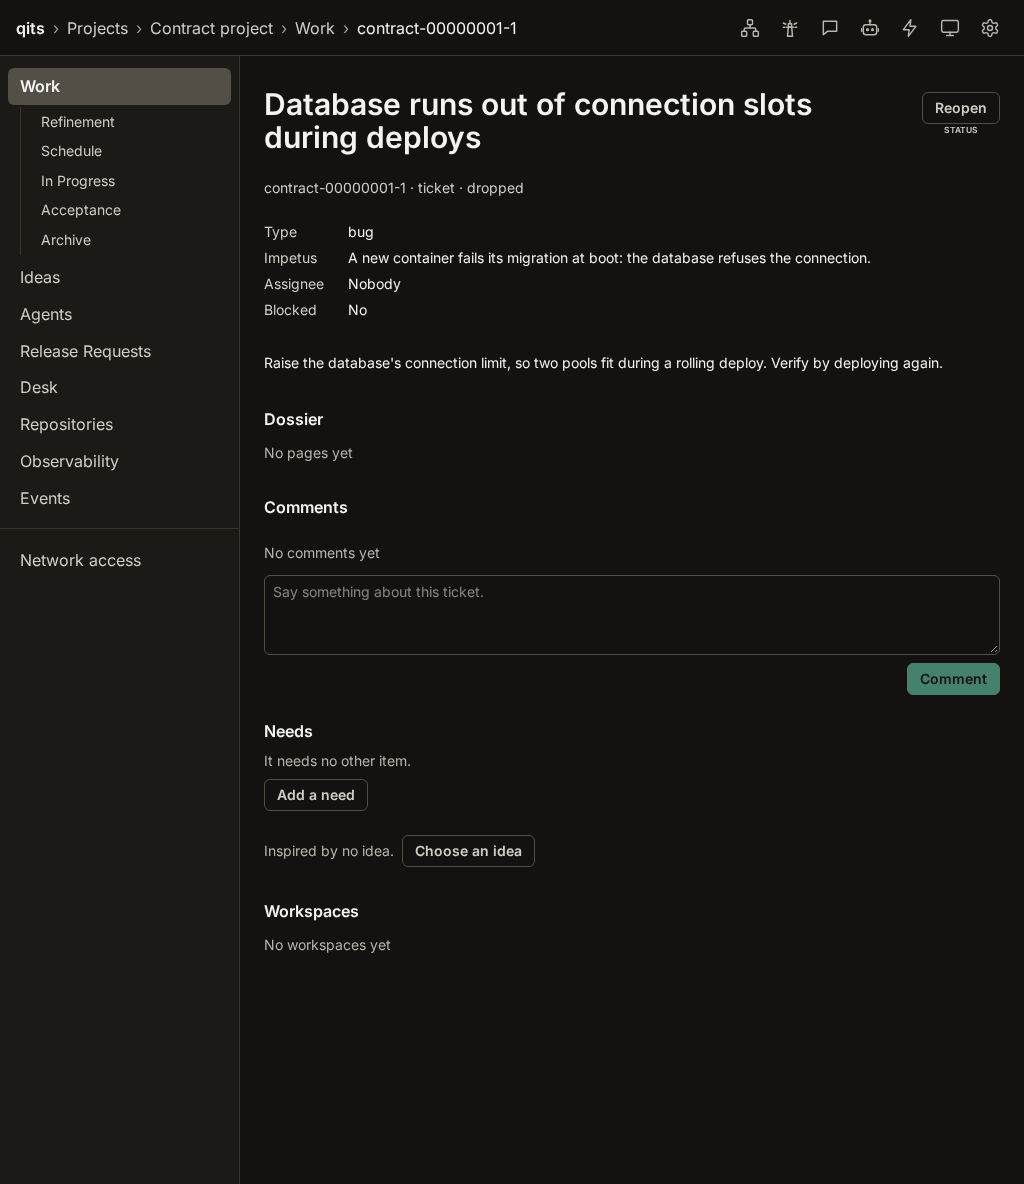 qits › Projects › Contract project › Work › contract-00000001-1
Work
Refinement
Schedule
In Progress
Acceptance
Archive
Ideas
Agents
Release Requests
Desk
Repositories
Observability
Events
Network access
Database runs out of connection slots
during deploys
Reopen
STATUS
contract-00000001-1 · ticket · dropped
Type bug
Impetus A new container fails its migration at boot: the database refuses the connection.
Assignee Nobody
Blocked No
Raise the database's connection limit, so two pools fit during a rolling deploy. Verify by deploying again.
Dossier
No pages yet
Comments
No comments yet
Say something about this ticket.
Comment
Needs
It needs no other item.
Add a need
Inspired by no idea. Choose an idea
Workspaces
No workspaces yet